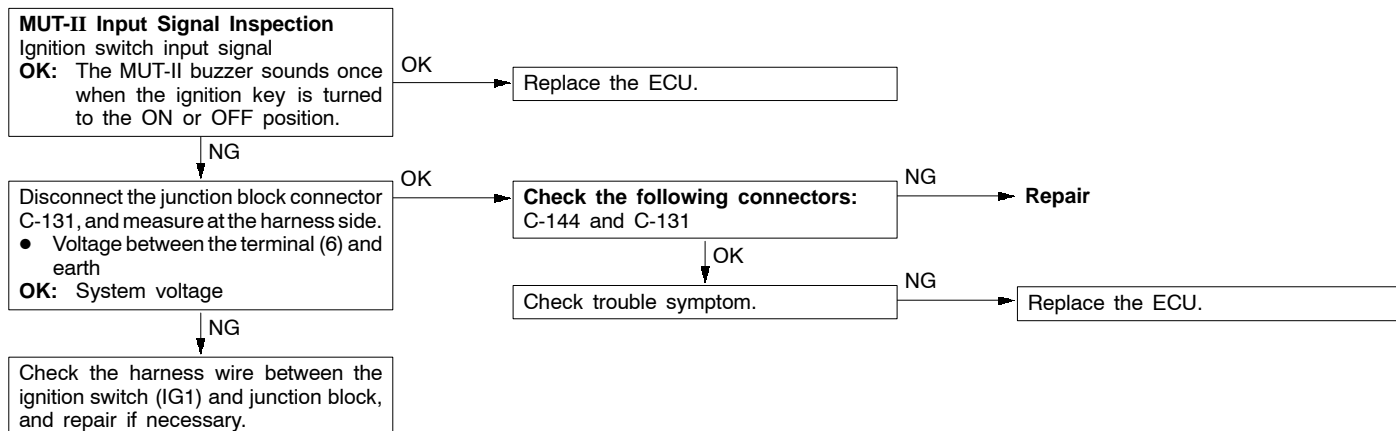 MUT-II Input Signal Inspection
Ignition switch input signal
OK: The MUT-II buzzer sounds once
when the ignition key is turned
to the ON or OFF position.
OK
Replace the ECU.
NG
Disconnect the junction block connector
C-131, and measure at the harness side.
● Voltage between the terminal (6) and
earth
OK: System voltage
OK
Check the following connectors:
C-144 and C-131
NG
Repair
OK
Check trouble symptom.
NG
Replace the ECU.
NG
Check the harness wire between the
ignition switch (IG1) and junction block,
and repair if necessary.